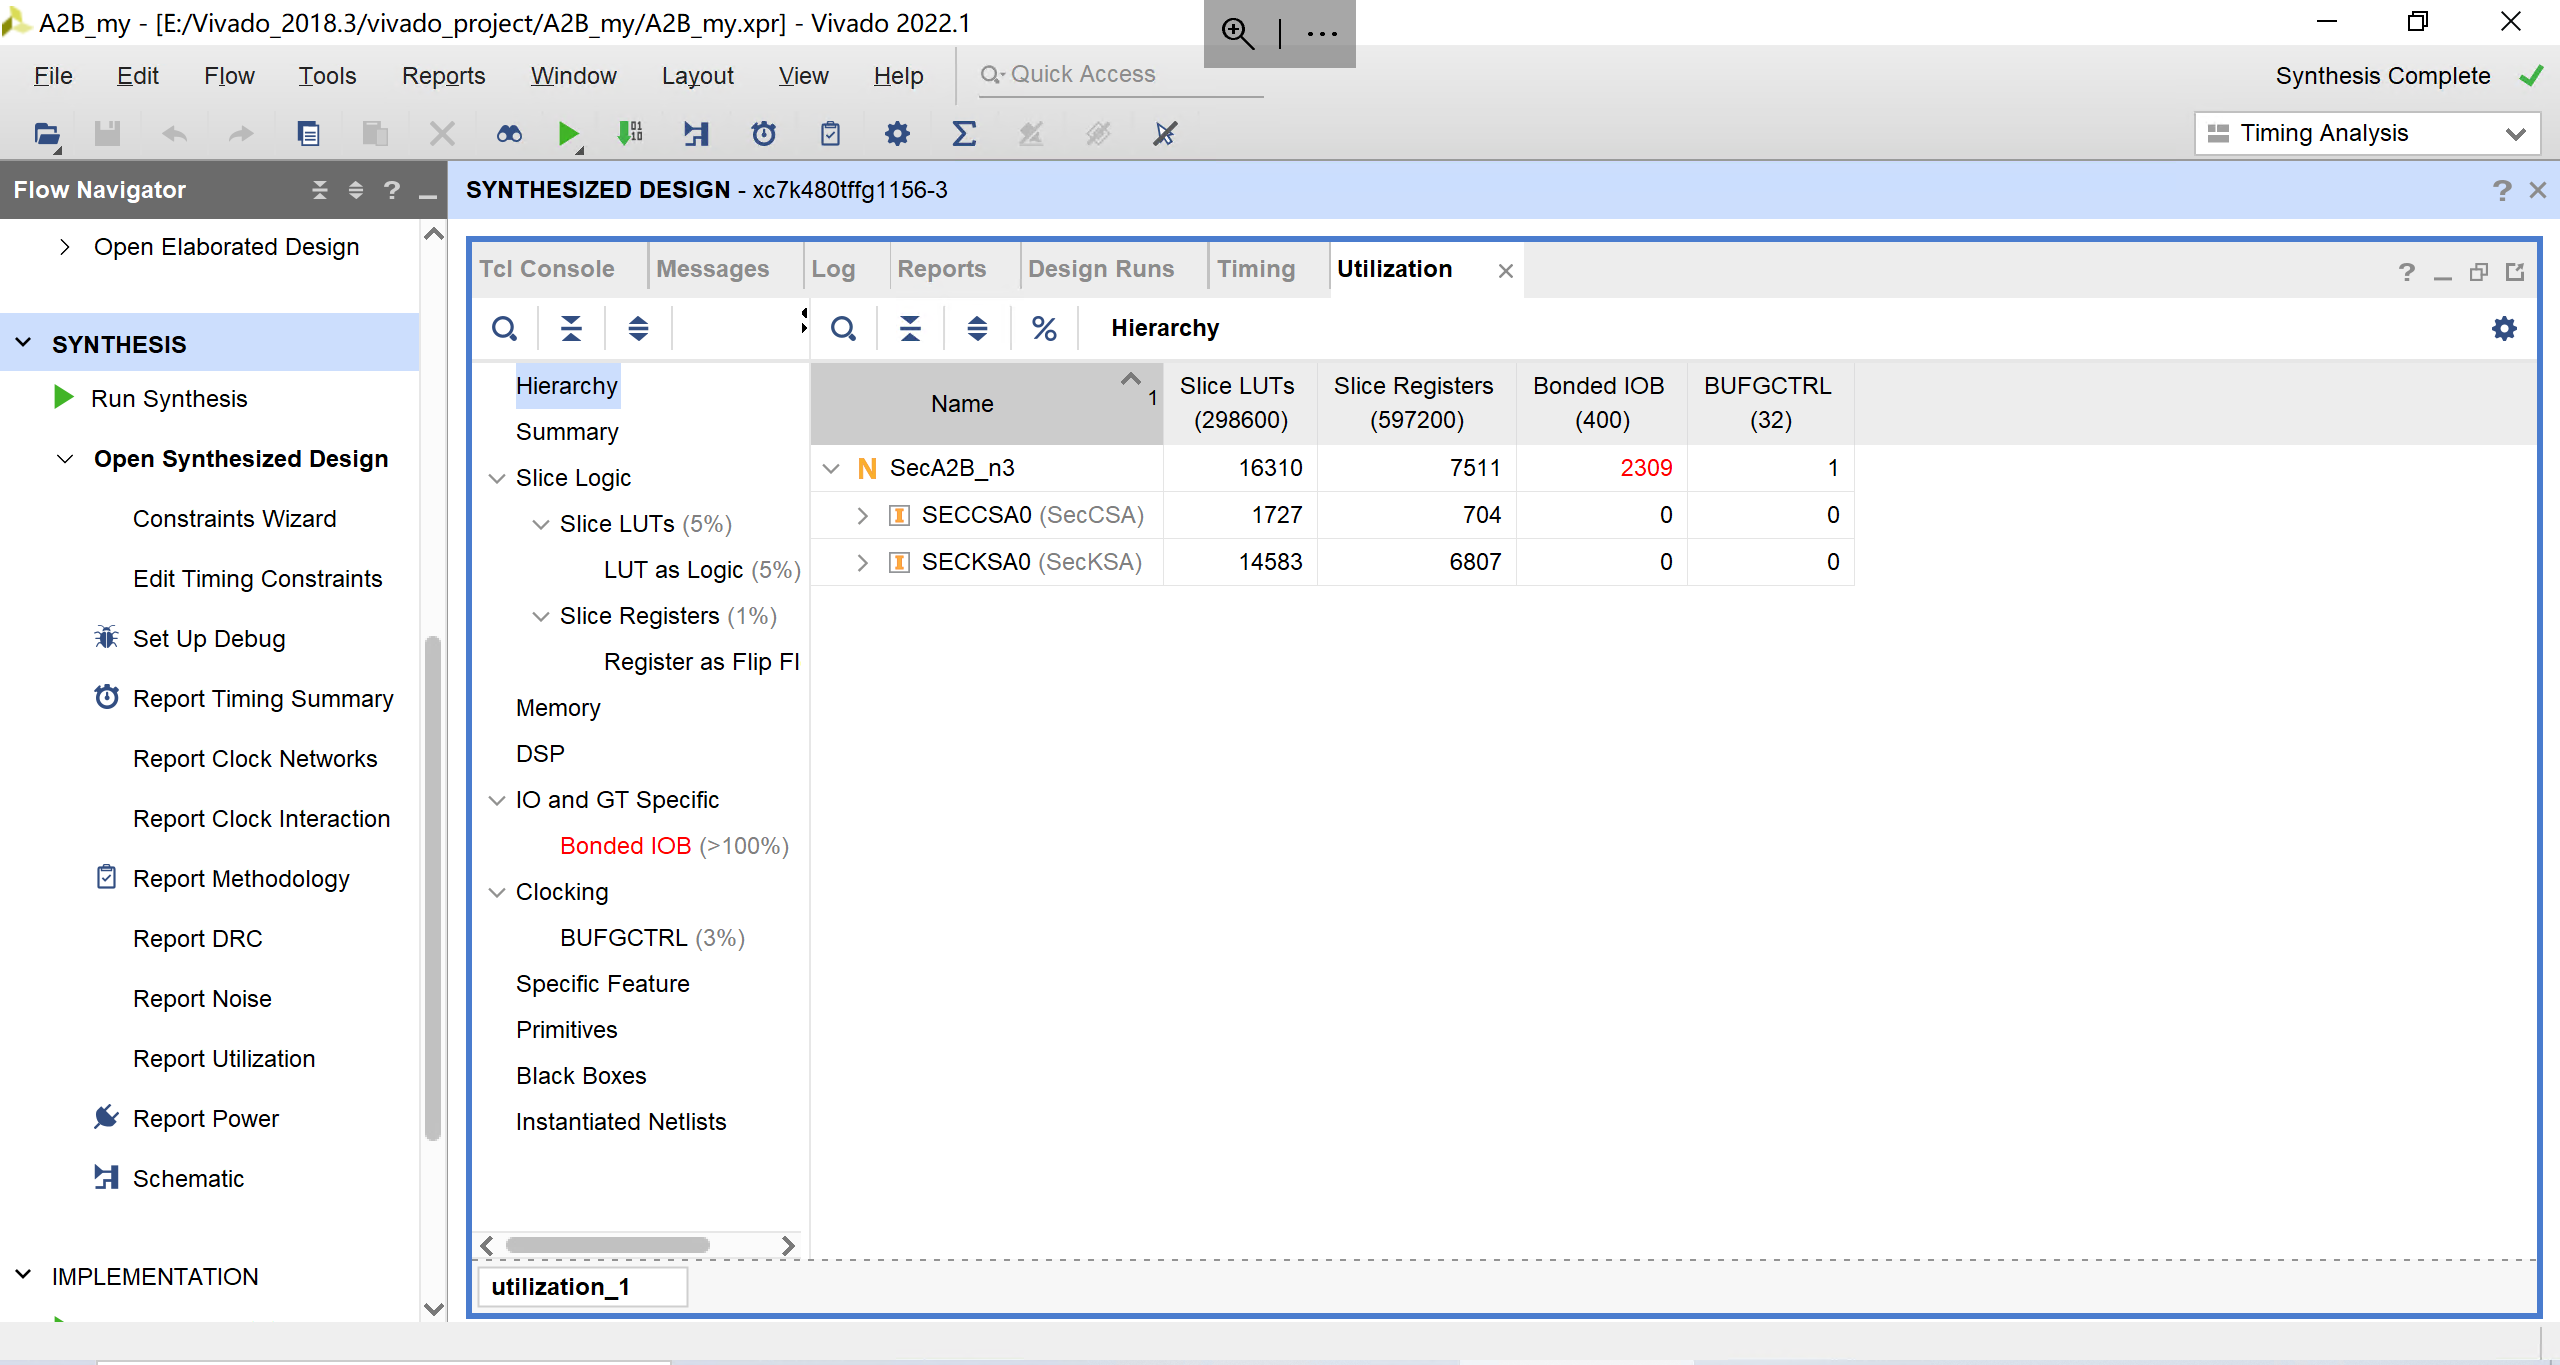 A2B_my - [E:/Vivado_2018.3/vivado_project/A2B_my/A2B_my.xpr] - Vivado 2022.1
File Edit Flow Tools Reports Window Layout View Help Quick Access Synthesis Complete
Timing Analysis
Flow Navigator
SYNTHESIZED DESIGN - xc7k480tffg1156-3
Open Elaborated Design
SYNTHESIS
Run Synthesis
Open Synthesized Design
Constraints Wizard
Edit Timing Constraints
Set Up Debug
Report Timing Summary
Report Clock Networks
Report Clock Interaction
Report Methodology
Report DRC
Report Noise
Report Utilization
Report Power
Schematic
IMPLEMENTATION
Tcl Console Messages Log Reports Design Runs Timing Utilization
Hierarchy
Hierarchy
Summary
Slice Logic
Slice LUTs (5%)
LUT as Logic (5%)
Slice Registers (1%)
Register as Flip Fl
Memory
DSP
IO and GT Specific
Bonded IOB (>100%)
Clocking
BUFGCTRL (3%)
Specific Feature
Primitives
Black Boxes
Instantiated Netlists
Name 1 Slice LUTs (298600) Slice Registers (597200) Bonded IOB (400) BUFGCTRL (32)
N SecA2B_n3 16310 7511 2309 1
I SECCSA0 (SecCSA) 1727 704 0 0
I SECKSA0 (SecKSA) 14583 6807 0 0
utilization_1